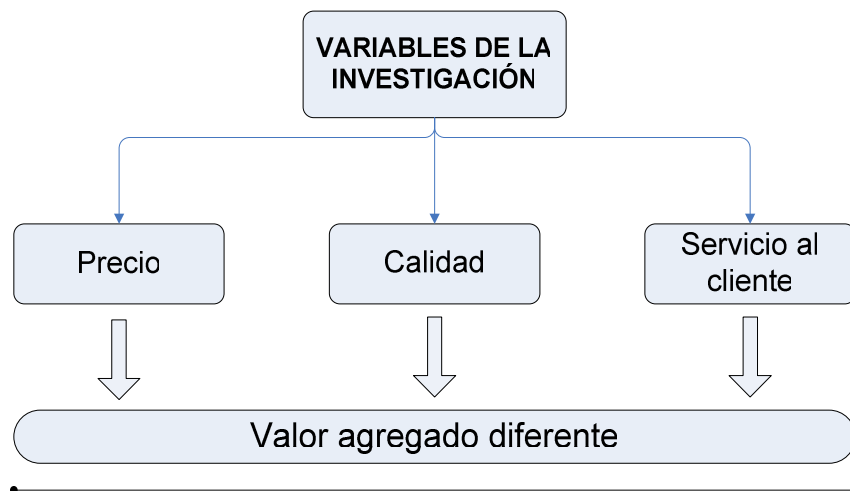 VARIABLES DE LA
INVESTIGACIÓN
Precio
Calidad
Servicio al
cliente
Valor agregado diferente